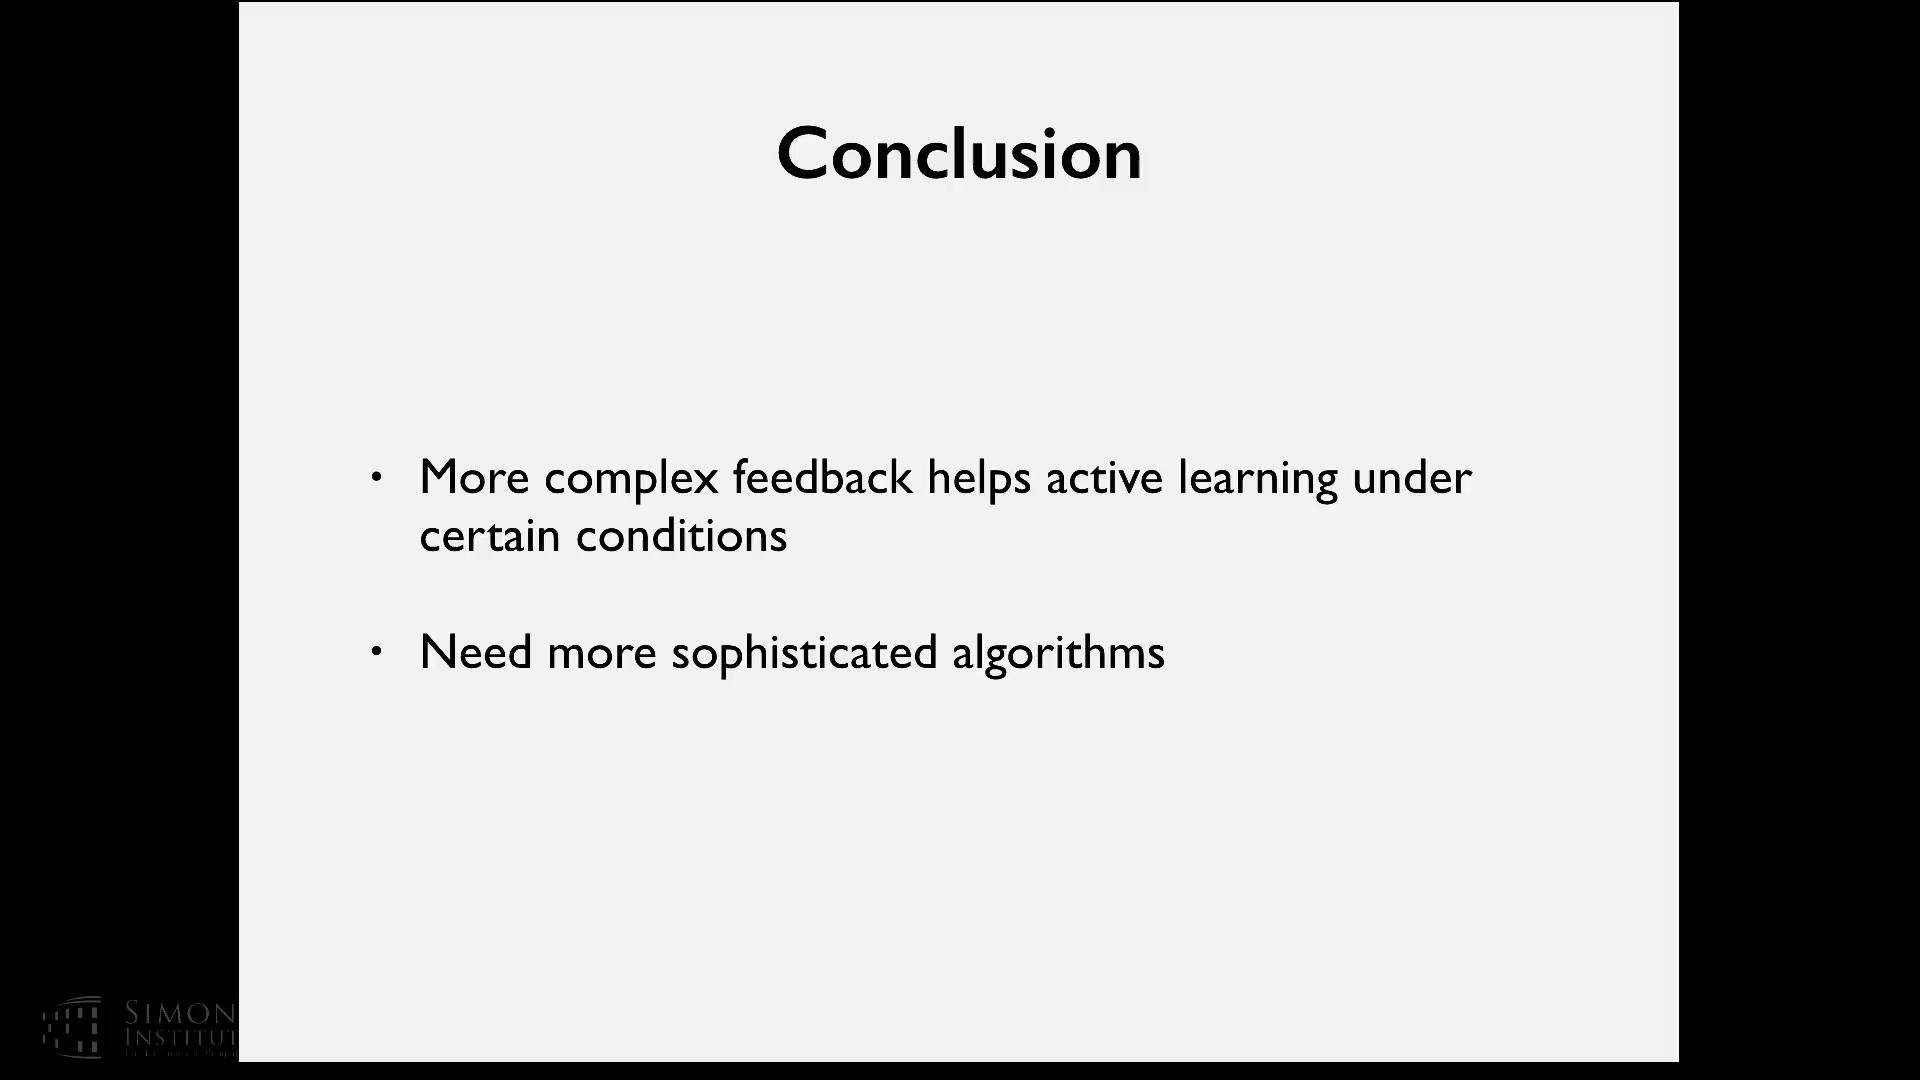 Conclusion
• More complex feedback helps active learning under
certain conditions
• Need more sophisticated algorithms
SIMON
INSTITUT